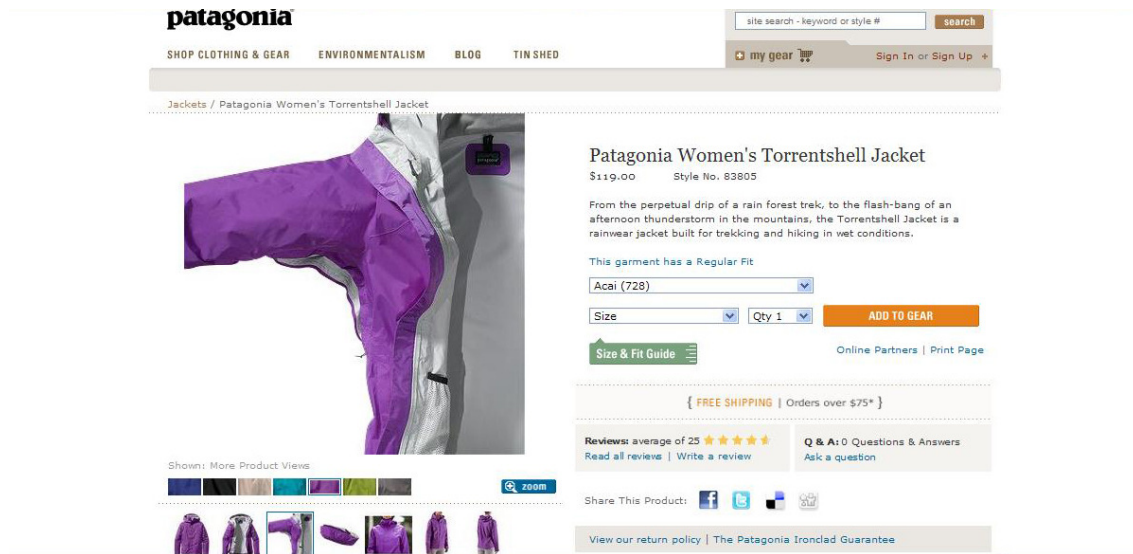 patagonia
site search - keyword or style #
search
SHOP CLOTHING & GEAR
ENVIRONMENTALISM
BLOG
TIN SHED
my gear
Sign In or Sign Up +
Jackets / Patagonia Women's Torrentshell Jacket
Patagonia Women's Torrentshell Jacket
$119.00
Style No. 83805
From the perpetual drip of a rain forest trek, to the flash-bang of an
afternoon thunderstorm in the mountains, the Torrentshell Jacket is a
rainwear jacket built for trekking and hiking in wet conditions.
This garment has a Regular Fit
Acai (728)
Size
Qty 1
ADD TO GEAR
Size & Fit Guide
Online Partners | Print Page
{ FREE SHIPPING | Orders over $75* }
Reviews: average of 25
Read all reviews | Write a review
Q & A: 0 Questions & Answers
Ask a question
Shown: More Product Views
zoom
Share This Product:
View our return policy | The Patagonia Ironclad Guarantee